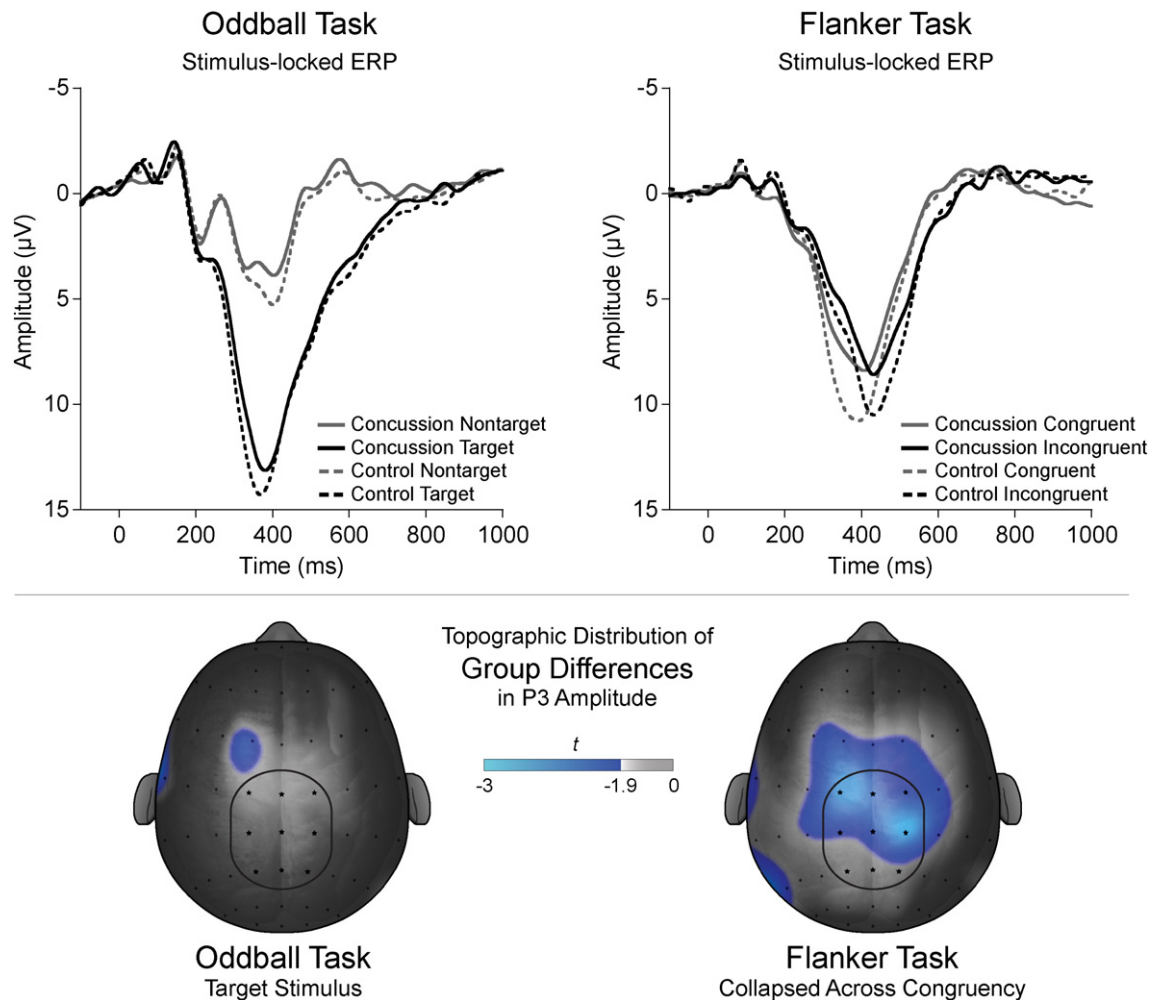 Oddball Task
Stimulus-locked ERP
-5
0
5
10
15
Amplitude (µV)
0
200
400
600
800
1000
Time (ms)
Concussion Nontarget
Concussion Target
Control Nontarget
Control Target
Flanker Task
Stimulus-locked ERP
-5
0
5
10
15
Amplitude (µV)
0
200
400
600
800
1000
Time (ms)
Concussion Congruent
Concussion Incongruent
Control Congruent
Control Incongruent
Topographic Distribution of
Group Differences
in P3 Amplitude
t
-3
-1.9
0
Oddball Task
Target Stimulus
Flanker Task
Collapsed Across Congruency